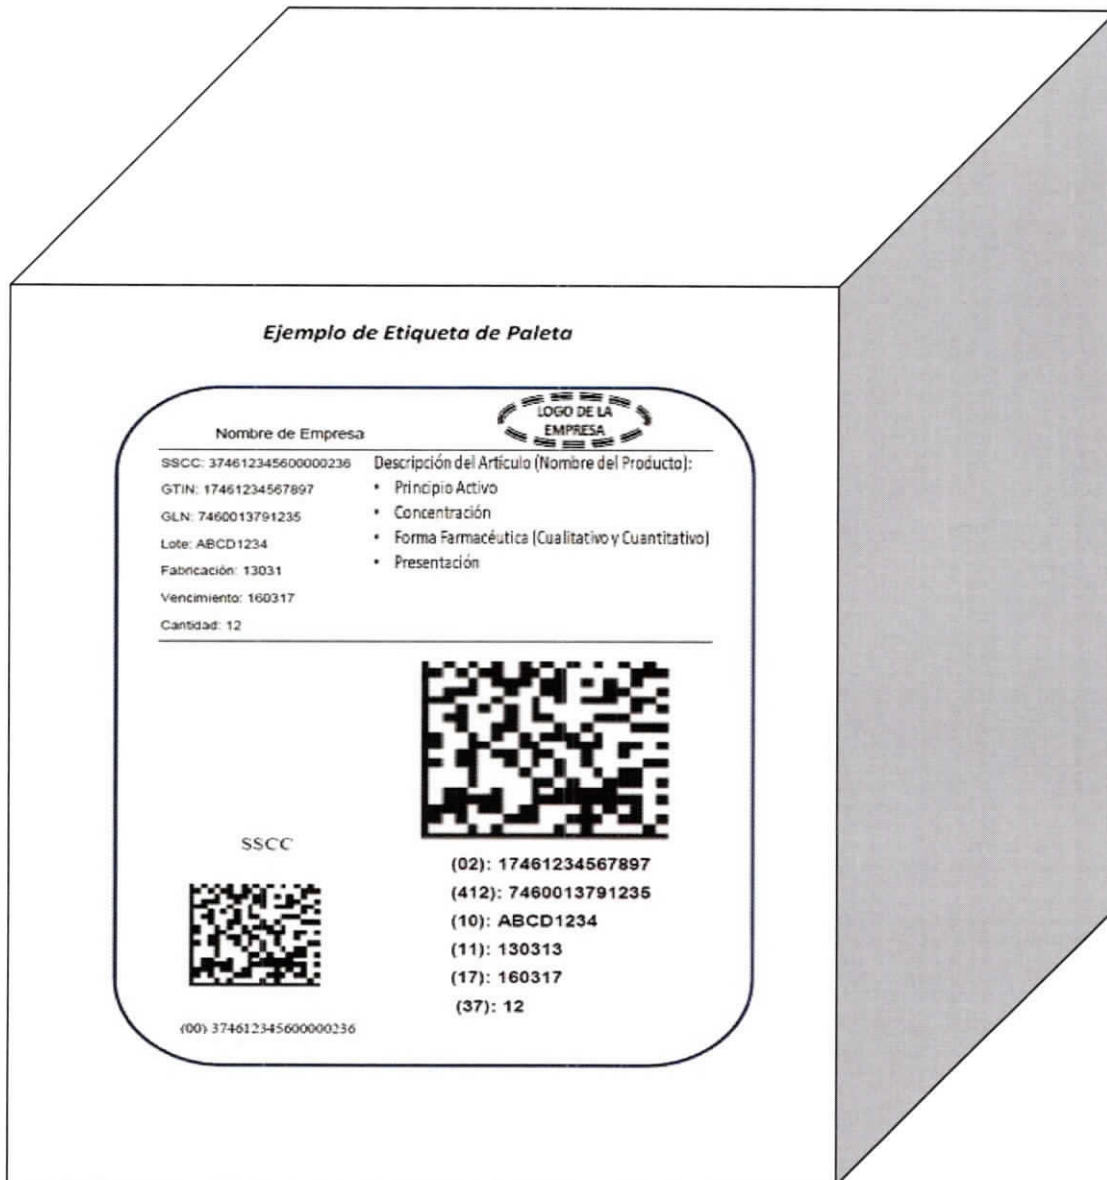 Ejemplo de Etiqueta de Paleta
LOGO DE LA
EMPRESA
Nombre de Empresa
SSCC: 374612345600000236
GTIN: 17461234567897
GLN: 7460013791235
Lote: ABCD1234
Fabricación: 13031
Vencimiento: 160317
Cantidad: 12
Descripción del Artículo (Nombre del Producto):
• Principio Activo
• Concentración
• Forma Farmacéutica (Cualitativo y Cuantitativo)
• Presentación
SSCC
(00) 374612345600000236
(02): 17461234567897
(412): 7460013791235
(10): ABCD1234
(11): 130313
(17): 160317
(37): 12